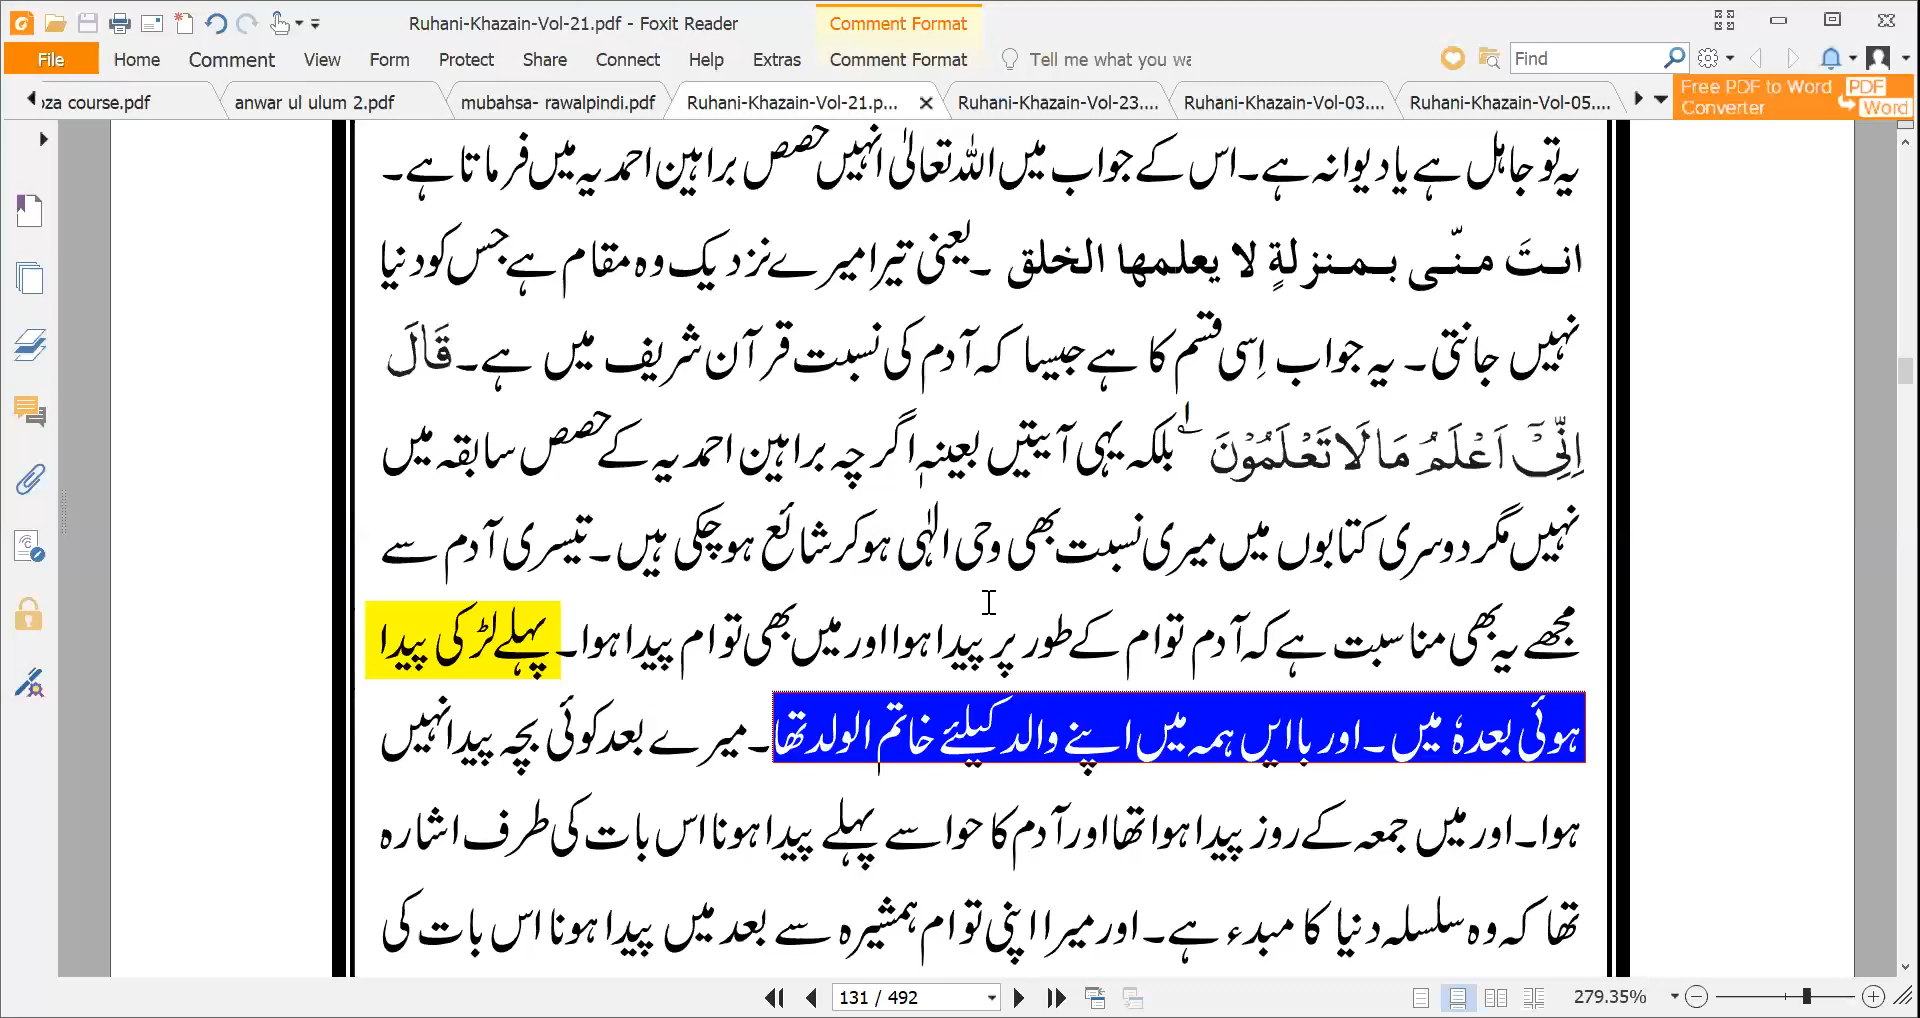 Ruhani-Khazain-Vol-21.pdf - Foxit Reader
Comment Format
File Home Comment View Form Protect Share Connect Help Extras Comment Format Tell me what you wa Find
oza course.pdf anwar ul ulum 2.pdf mubahsa- rawalpindi.pdf Ruhani-Khazain-Vol-21.p... Ruhani-Khazain-Vol-23.... Ruhani-Khazain-Vol-03.... Ruhani-Khazain-Vol-05....
Free PDF to Word
Converter
PDF
Word
یہ تو جاہل ہے یا دیوانہ ہے۔ اس کے جواب میں اللہ تعالیٰ انہیں حصص براہین احمدیہ میں فرماتا ہے۔
انتَ منّی بمنزلةٍ لا یعلمها الخلق ۔ یعنی تیرا میرے نزدیک وہ مقام ہے جس کو دنیا
نہیں جانتی۔ یہ جواب اِسی قسم کا ہے جیسا کہ آدم کی نسبت قرآن شریف میں ہے۔ قَالَ
اِنِّیْٓ اَعْلَمُ مَا لَا تَعْلَمُوْنَ ۱؎ بلکہ یہی آیتیں بعینہٖ اگرچہ براہین احمدیہ کے حصص سابقہ میں
نہیں مگر دوسری کتابوں میں میری نسبت بھی وحی الٰہی ہو کر شائع ہوچکی ہیں۔ تیسری آدم سے
مجھے یہ بھی مناسبت ہے کہ آدم توام کے طور پر پیدا ہوا اور میں بھی توام پیدا ہوا۔ پہلے لڑکی پیدا
ہوئی بعدہٗ میں۔ اور باایں ہمہ میں اپنے والد کیلئے خاتم الولد تھا۔ میرے بعد کوئی بچہ پیدا نہیں
ہوا۔ اور میں جمعہ کے روز پیدا ہوا تھا اور آدم کا حوا سے پہلے پیدا ہونا اس بات کی طرف اشارہ
تھا کہ وہ سلسلہ دنیا کا مبدء ہے۔ اور میرا اپنی توام ہمشیرہ سے بعد میں پیدا ہونا اس بات کی
131 / 492
279.35%